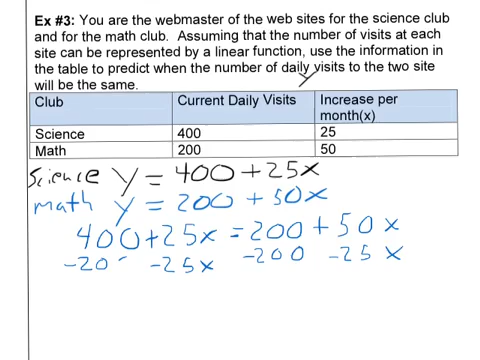 Ex #3: You are the webmaster of the web sites for the science club
and for the math club. Assuming that the number of visits at each
site can be represented by a linear function, use the information in
the table to predict when the number of daily visits to the two site
will be the same.
y
Club Current Daily Visits Increase per month(x)
Science 400 25
Math 200 50
Science y = 400 + 25x
math y = 200 + 50x
400 + 25x = 200 + 50x
-20 -25x -200 -25x